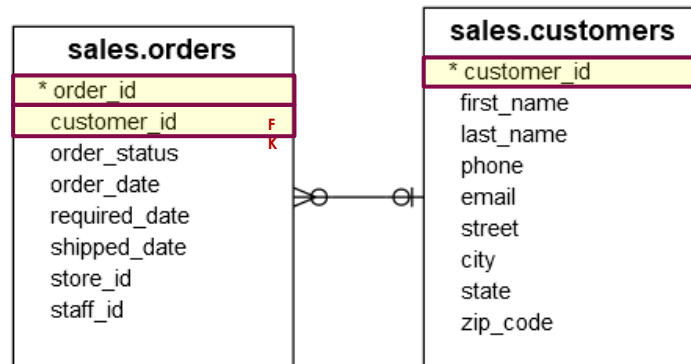 sales.orders
* order_id
customer_id F
K
order_status
order_date
required_date
shipped_date
store_id
staff_id
sales.customers
* customer_id
first_name
last_name
phone
email
street
city
state
zip_code